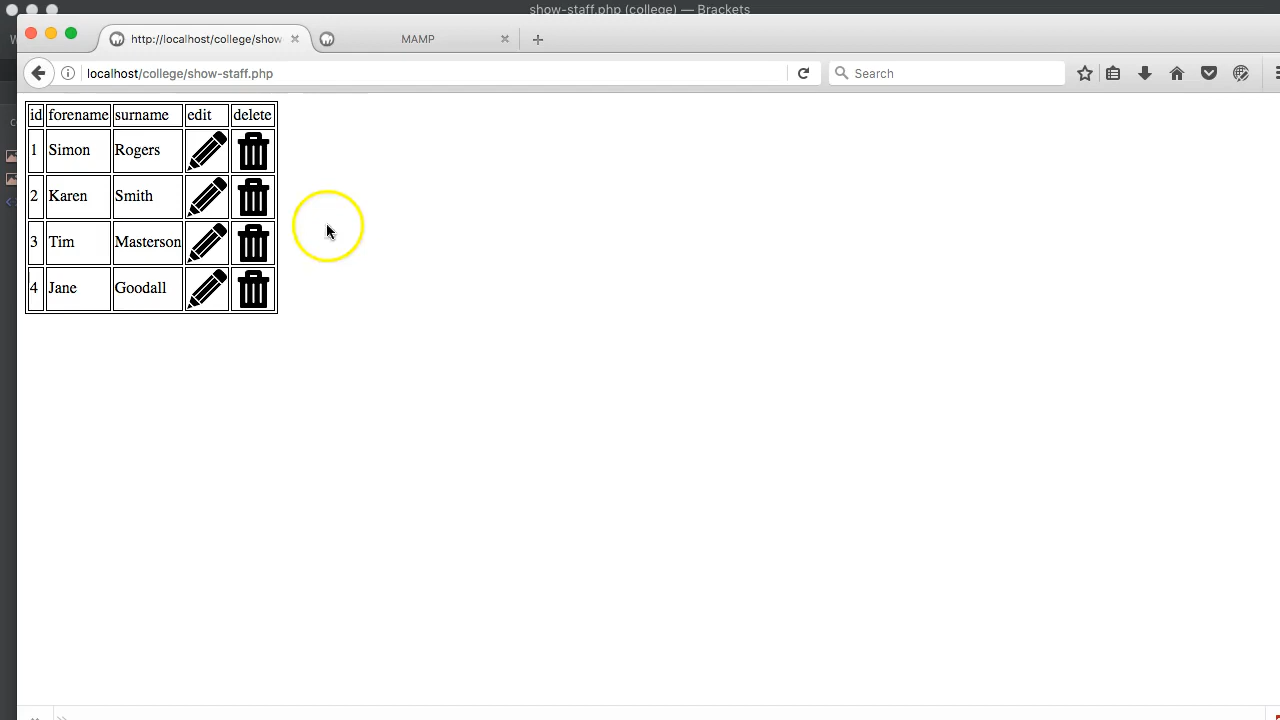 show-staff.php (college) — Brackets
http://localhost/college/show
MAMP
localhost/college/show-staff.php
Search
id forename surname edit delete
1 Simon Rogers
2 Karen Smith
3 Tim Masterson
4 Jane Goodall